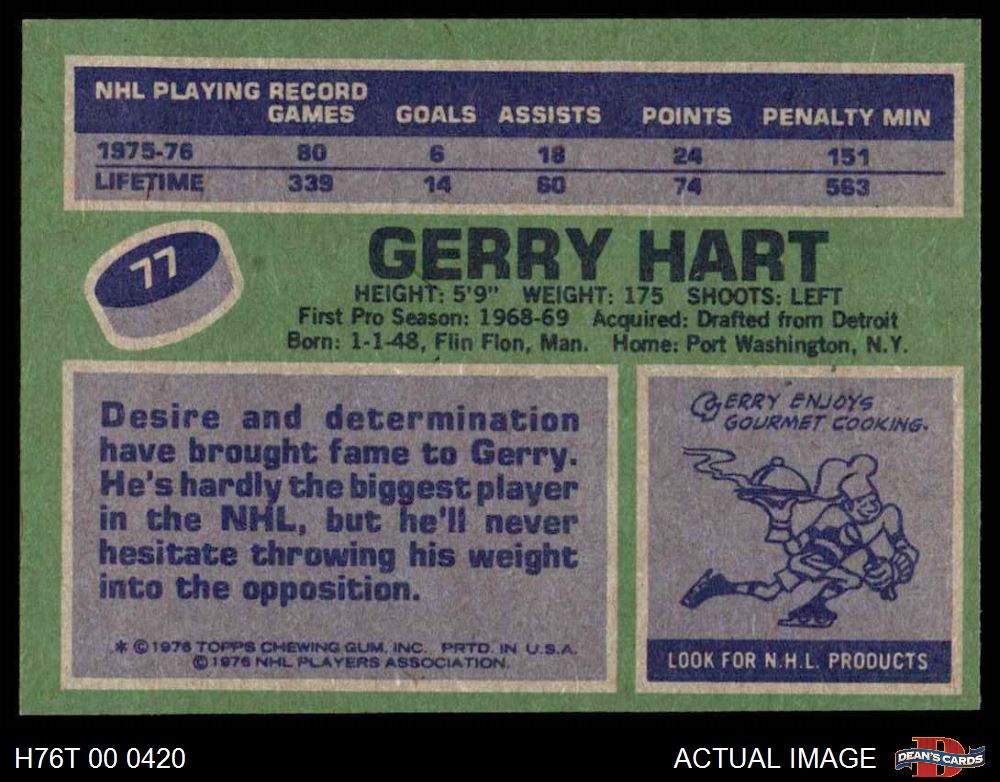 NHL PLAYING RECORD
GAMES GOALS ASSISTS POINTS PENALTY MIN
1975-76 80 6 18 24 151
LIFETIME 339 14 60 74 563
77
GERRY HART
HEIGHT: 5'9" WEIGHT: 175 SHOOTS: LEFT
First Pro Season: 1968-69 Acquired: Drafted from Detroit
Born: 1-1-48, Flin Flon, Man. Home: Port Washington, N.Y.
Desire and determination
have brought fame to Gerry.
He's hardly the biggest player
in the NHL, but he'll never
hesitate throwing his weight
into the opposition.
* © 1976 TOPPS CHEWING GUM, INC. PRTD. IN U.S.A.
© 1976 NHL PLAYERS ASSOCIATION.
GERRY ENJOYS
GOURMET COOKING.
LOOK FOR N.H.L. PRODUCTS
H76T 00 0420
ACTUAL IMAGE
D
DEAN'S CARDS